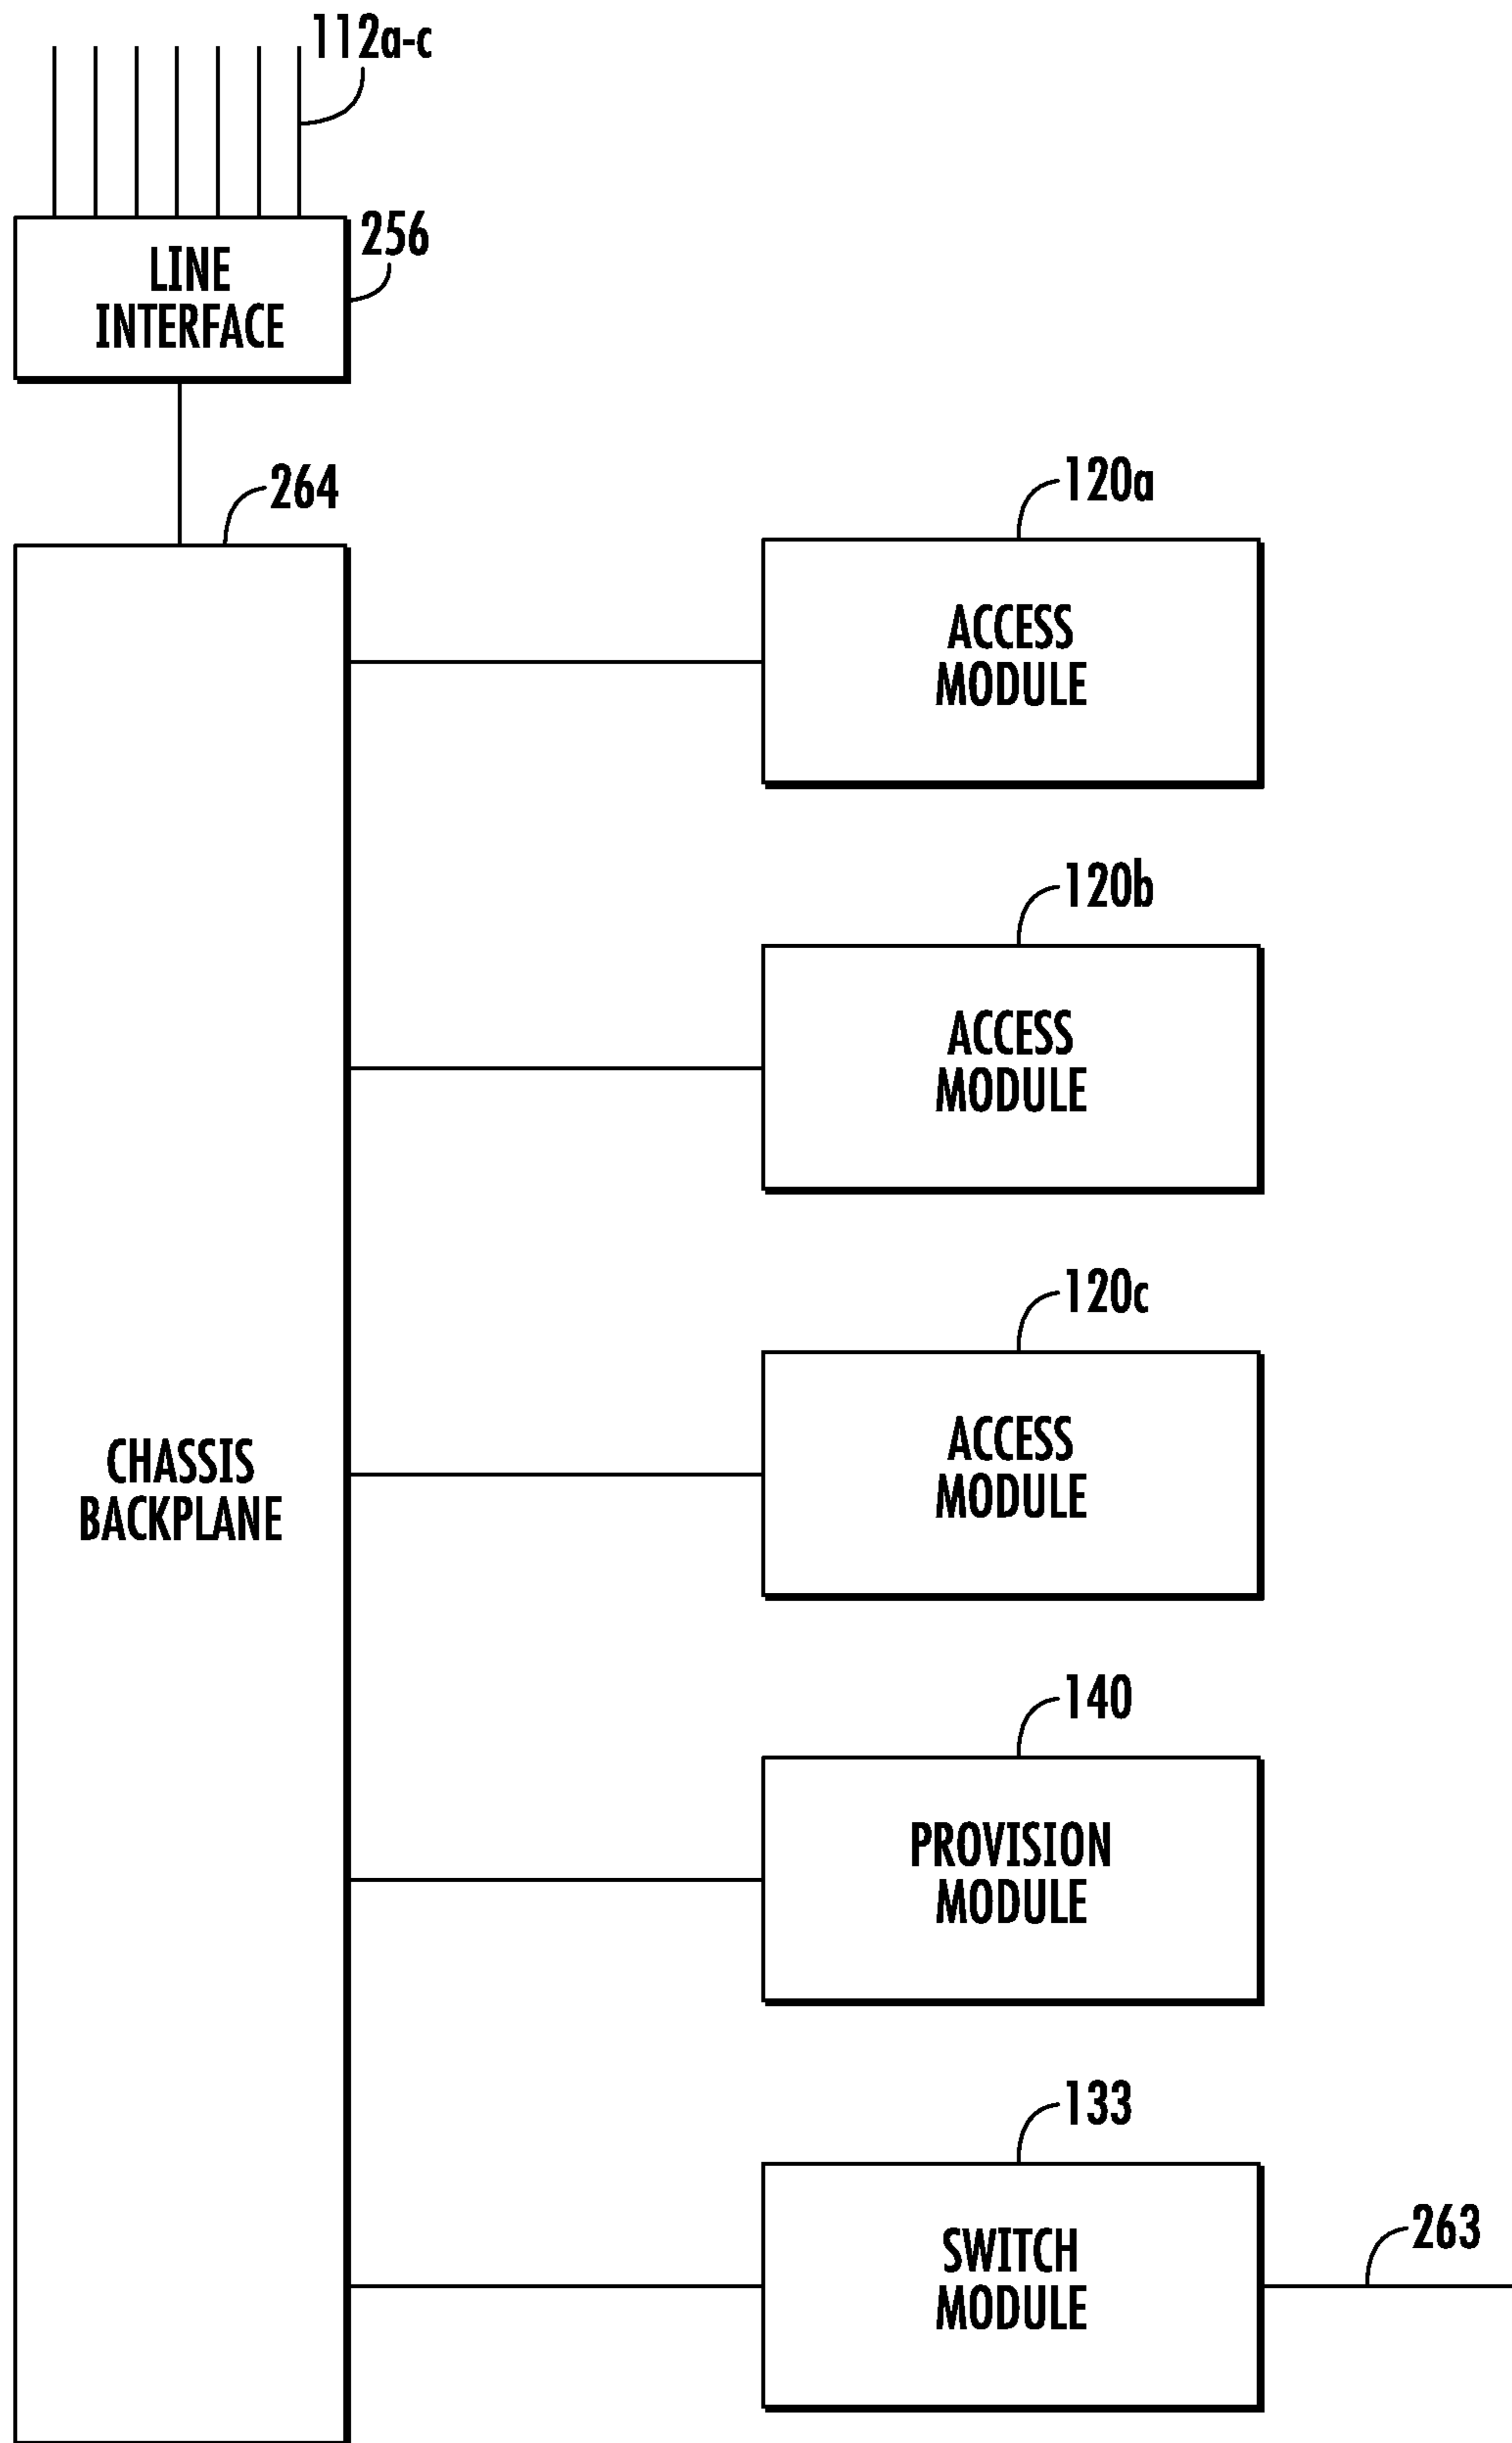 112a-c
LINE
INTERFACE
256
264
120a
ACCESS
MODULE
120b
ACCESS
MODULE
120c
ACCESS
MODULE
CHASSIS
BACKPLANE
140
PROVISION
MODULE
133
SWITCH
MODULE
263